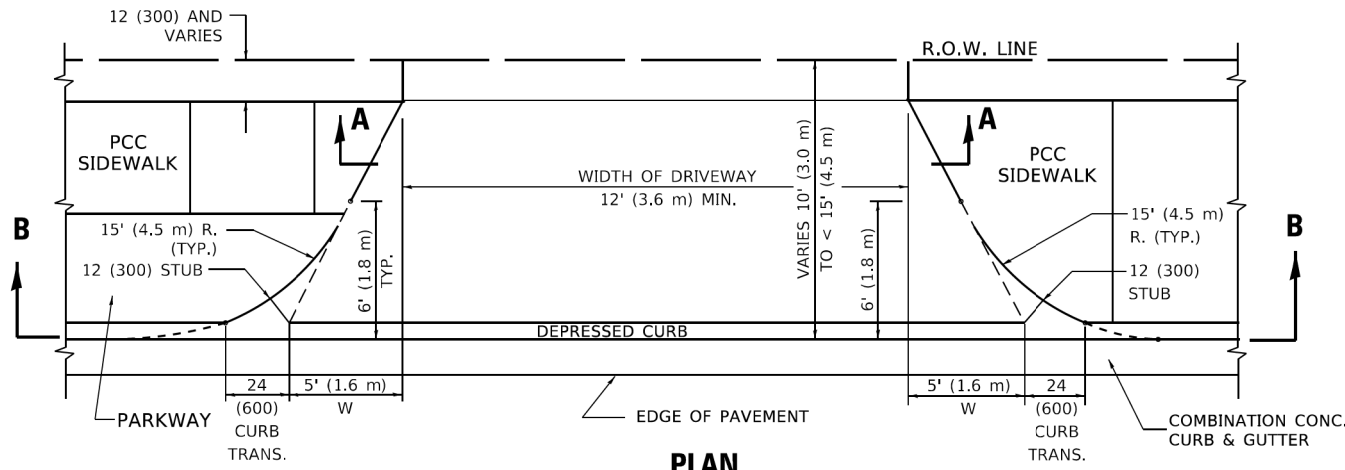 12 (300) AND
VARIES
R.O.W. LINE
A
A
PCC
SIDEWALK
PCC
SIDEWALK
WIDTH OF DRIVEWAY
12' (3.6 m) MIN.
VARIES 10' (3.0 m)
TO < 15' (4.5 m)
B
B
15' (4.5 m) R.
(TYP.)
12 (300) STUB
6' (1.8 m)
TYP.
6' (1.8 m)
15' (4.5 m)
R. (TYP.)
12 (300)
STUB
DEPRESSED CURB
24
(600)
CURB
TRANS.
5' (1.6 m)
W
5' (1.6 m)
W
24
(600)
CURB
TRANS.
PARKWAY
EDGE OF PAVEMENT
COMBINATION CONC.
CURB & GUTTER
PLAN